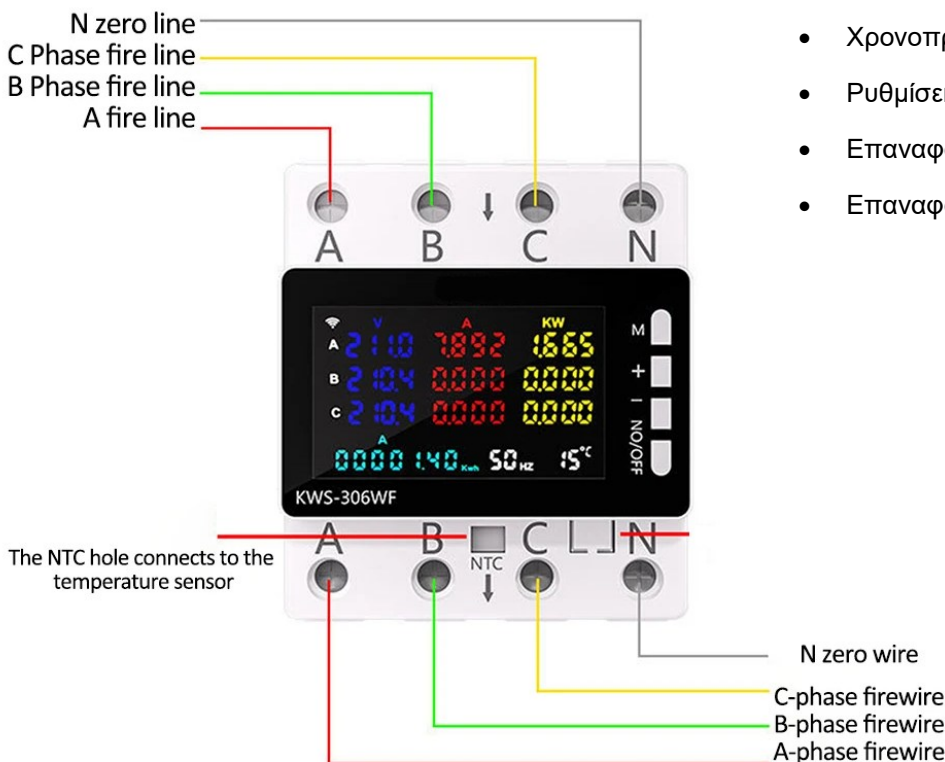 N zero line
C Phase fire line
B Phase fire line
A fire line
•
• 
•
•
A B ↓ C N
V A KW
A 211.0 7.892 1.665
B 210.4 0.000 0.000
C 210.4 0.000 0.000
A
00001.40 Kwh 50 HZ 15°C
M
+
−
NO/OFF
KWS-306WF
A B C N
NTC
↓
The NTC hole connects to the
temperature sensor
N zero wire
C-phase firewire
B-phase firewire
A-phase firewire